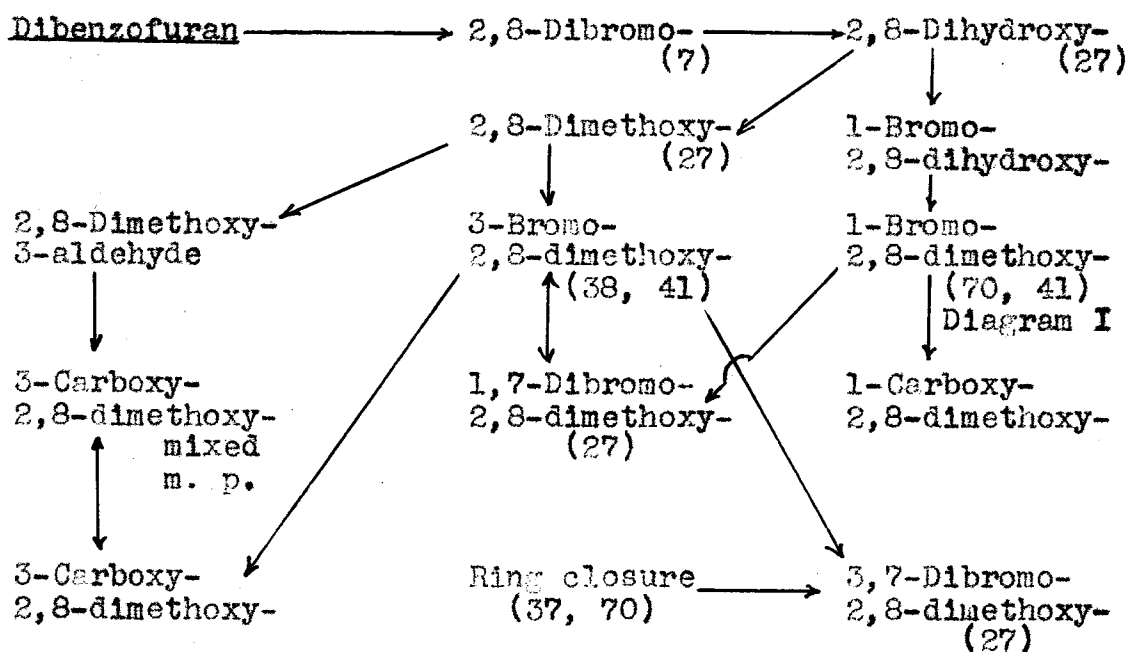 Dibenzofuran
2,8-Dibromo-
(7)
2,8-Dihydroxy-
(27)
2,8-Dimethoxy-
(27)
1-Bromo-
2,8-dihydroxy-
2,8-Dimethoxy-
3-aldehyde
3-Bromo-
2,8-dimethoxy-
(38, 41)
1-Bromo-
2,8-dimethoxy-
(70, 41)
Diagram I
3-Carboxy-
2,8-dimethoxy-
mixed
m. p.
1,7-Dibromo-
2,8-dimethoxy-
(27)
1-Carboxy-
2,8-dimethoxy-
3-Carboxy-
2,8-dimethoxy-
Ring closure
(37, 70)
3,7-Dibromo-
2,8-dimethoxy-
(27)